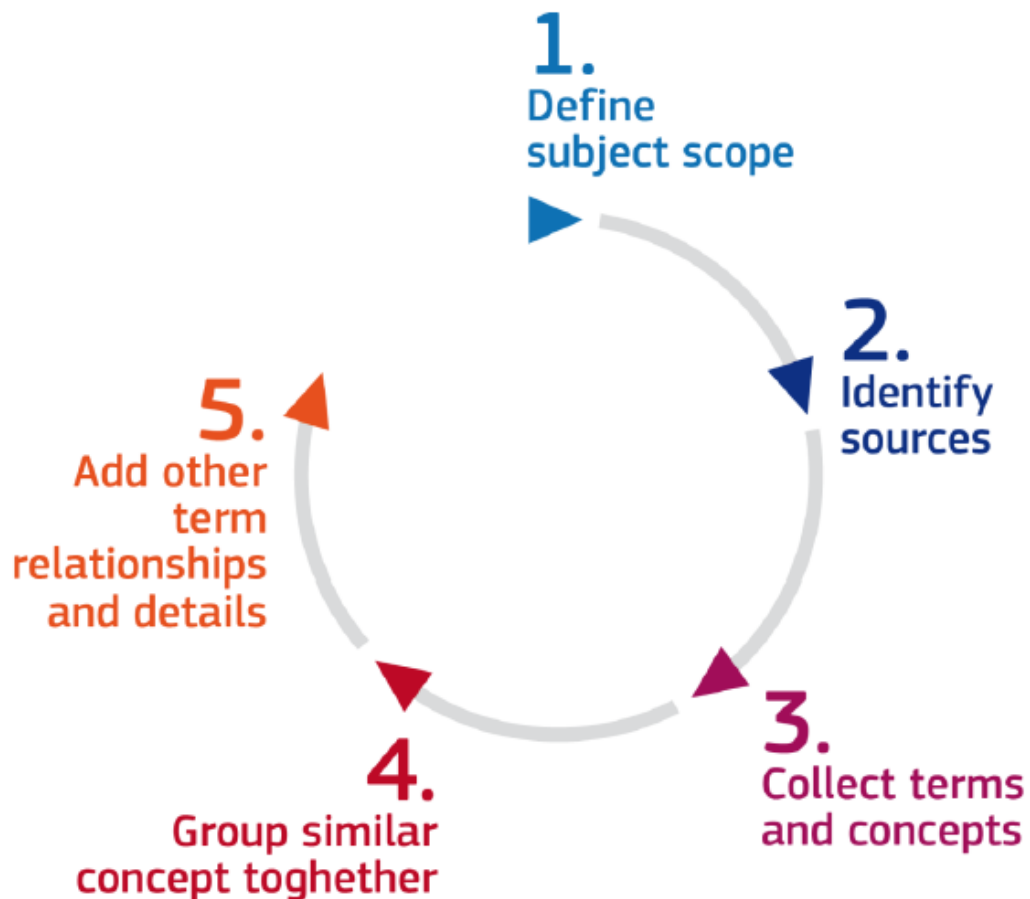 1.
Define
subject scope
2.
Identify
sources
3.
Collect terms
and concepts
4.
Group similar
concept toghether
5.
Add other
term
relationships
and details